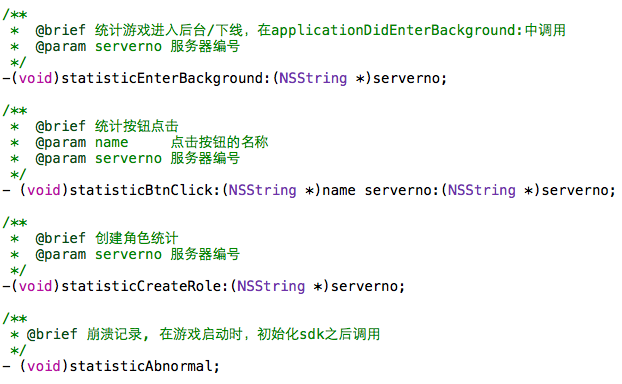 /**
 *  @brief 统计游戏进入后台/下线，在applicationDidEnterBackground:中调用
 *  @param serverno 服务器编号
 */
-(void)statisticEnterBackground:(NSString *)serverno;

/**
 *  @brief 统计按钮点击
 *  @param name     点击按钮的名称
 *  @param serverno 服务器编号
 */
- (void)statisticBtnClick:(NSString *)name serverno:(NSString *)serverno;

/**
 *  @brief 创建角色统计
 *  @param serverno 服务器编号
 */
-(void)statisticCreateRole:(NSString *)serverno;

/**
 * @brief 崩溃记录, 在游戏启动时，初始化sdk之后调用
 */
- (void)statisticAbnormal;